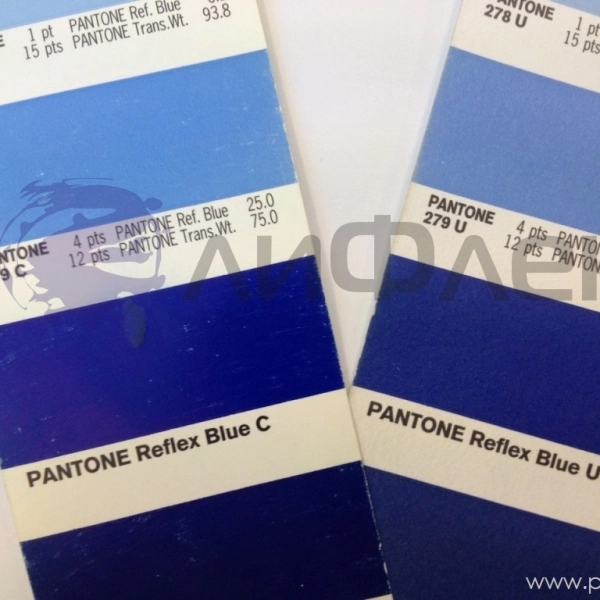 1 pt PANTONE Ref. Blue
15 pts PANTONE Trans.Wt. 93.8
4 pts PANTONE Ref. Blue 25.0
12 pts PANTONE Trans.Wt. 75.0
PANTONE Reflex Blue C
PANTONE
278 U
1 pt
15 pts
PANTONE
279 U
4 pts PANTONE
12 pts PANTONE
PANTONE Reflex Blue U
ЛИФЛЕН
www.p